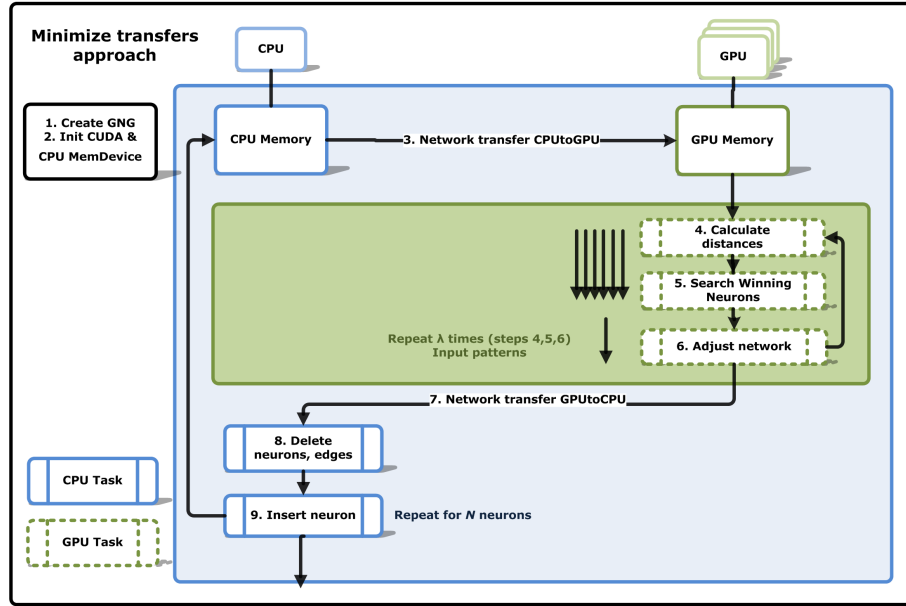 Minimize transfers
approach
CPU
GPU
1. Create GNG
2. Init CUDA &
CPU MemDevice
CPU Memory
3. Network transfer CPUtoGPU
GPU Memory
4. Calculate
distances
5. Search Winning
Neurons
Repeat λ times (steps 4,5,6)
Input patterns
6. Adjust network
7. Network transfer GPUtoCPU
8. Delete
neurons, edges
CPU Task
9. Insert neuron
Repeat for N neurons
GPU Task